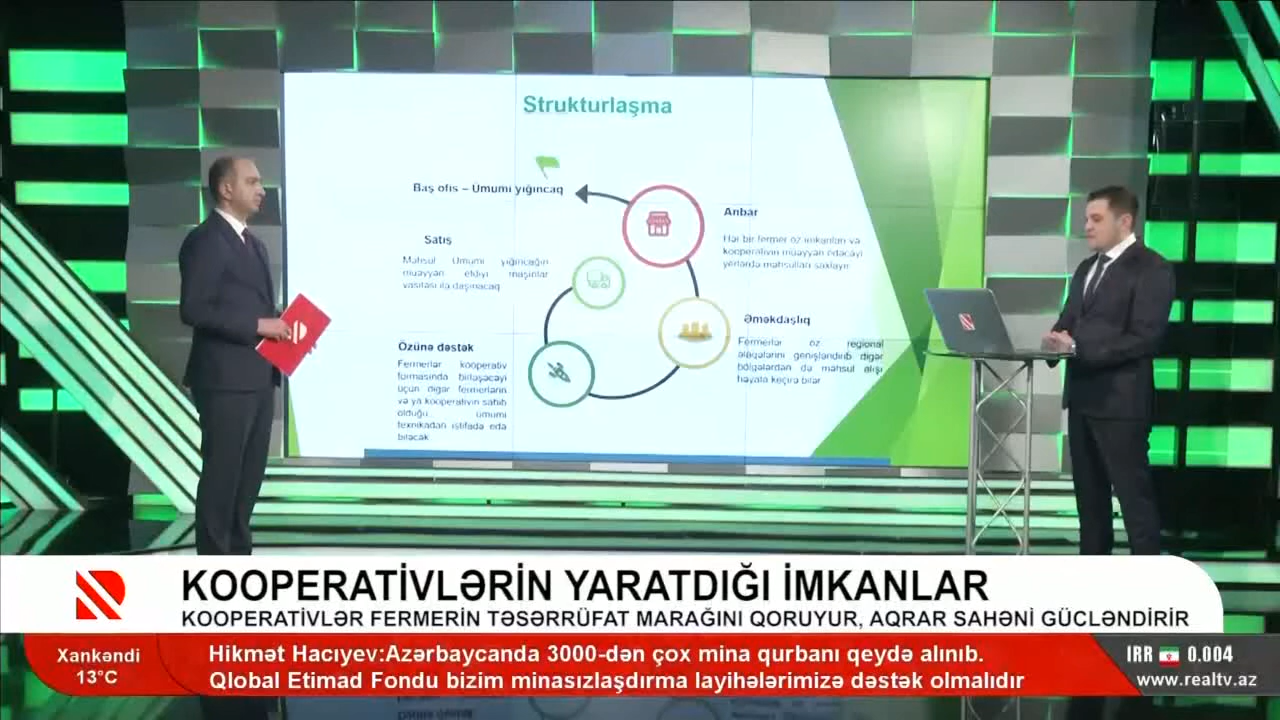 Strukturlaşma
Baş ofis – Ümumi yığıncaq
Anbar
Hər bir fermer öz imkanları və
kooperativin müəyyən edəcəyi
yerlərdə məhsulları saxlayır
Satış
Məhsul Ümumi yığıncağın
müəyyən etdiyi maşınlar
vasitəsi ilə daşınacaq
Əməkdaşlıq
Fermerlər öz regional
əlaqələrini genişləndirib digər
bölgələrdən də məhsul alışı
həyata keçirə bilər
Özünə dəstək
Fermerlər kooperativ
formasında birləşəcəyi
üçün digər fermerlərin
və ya kooperativin sahib
olduğu ümumi
texnikadan istifadə edə
biləcək
KOOPERATİVLƏRİN YARATDIĞI İMKANLAR
KOOPERATİVLƏR FERMERİN TƏSƏRRÜFAT MARAĞINI QORUYUR, AQRAR SAHƏNİ GÜCLƏNDİRİR
Xankəndi
13°C
Hikmət Hacıyev:Azərbaycanda 3000-dən çox mina qurbanı qeydə alınıb.
Qlobal Etimad Fondu bizim minasızlaşdırma layihələrimizə dəstək olmalıdır
IRR 0.004
www.realtv.az